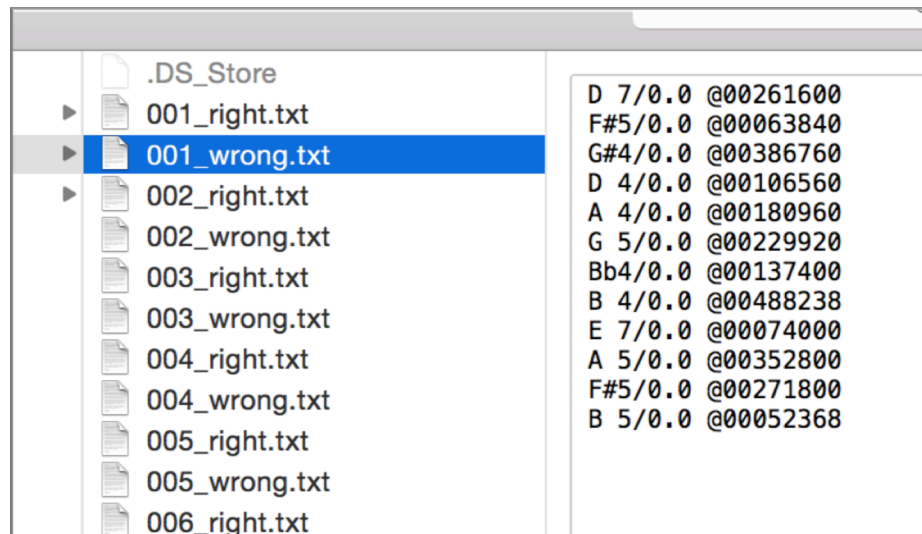 .DS_Store
001_right.txt
001_wrong.txt
002_right.txt
002_wrong.txt
003_right.txt
003_wrong.txt
004_right.txt
004_wrong.txt
005_right.txt
005_wrong.txt
006_right.txt
D 7/0.0 @00261600
F#5/0.0 @00063840
G#4/0.0 @00386760
D 4/0.0 @00106560
A 4/0.0 @00180960
G 5/0.0 @00229920
Bb4/0.0 @00137400
B 4/0.0 @00488238
E 7/0.0 @00074000
A 5/0.0 @00352800
F#5/0.0 @00271800
B 5/0.0 @00052368